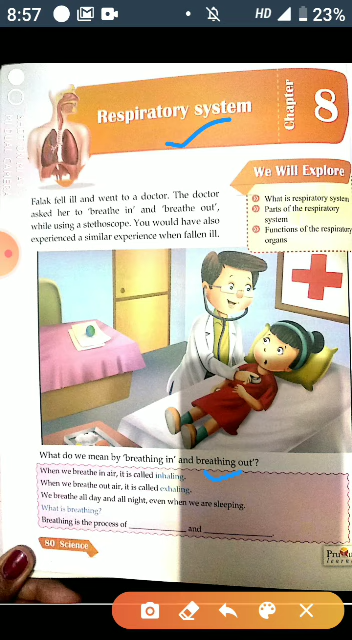 8:57
HD
23%
Respiratory system
Chapter
8
We Will Explore
What is respiratory system
Parts of the respiratory
system
Functions of the respiratory
organs
Falak fell ill and went to a doctor. The doctor
asked her to 'breathe in' and 'breathe out',
while using a stethoscope. You would have also
experienced a similar experience when fallen ill.
What do we mean by 'breathing in' and breathing out'?
When we breathe in air, it is called inhaling.
When we breathe out air, it is called exhaling.
We breathe all day and all night, even when we are sleeping.
What is breathing?
Breathing is the process of ____________ and ____________.
80 Science